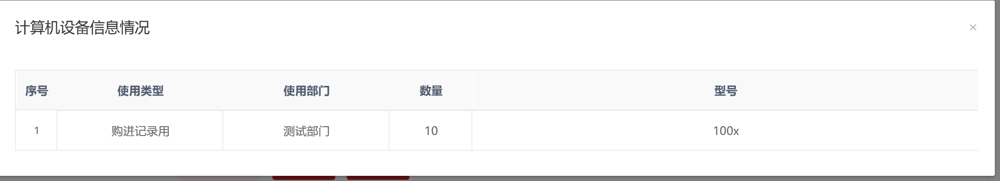 计算机设备信息情况
序号 使用类型 使用部门 数量 型号
1 购进记录用 测试部门 10 100x